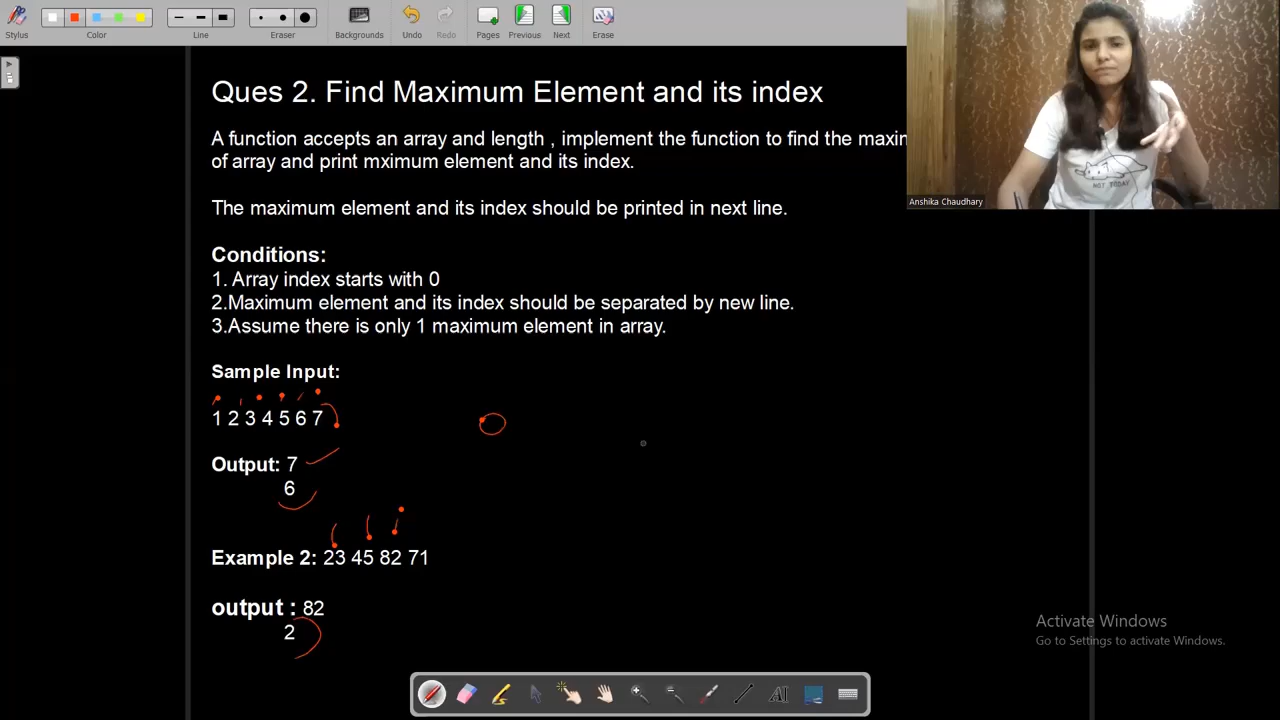 Stylus Color Line Eraser Backgrounds Undo Redo Pages Previous Next Erase
Ques 2. Find Maximum Element and its index
A function accepts an array and length , implement the function to find the maxin
of array and print mximum element and its index.
The maximum element and its index should be printed in next line.
NOT TODAY
Anshika Chaudhary
Conditions:
1. Array index starts with 0
2.Maximum element and its index should be separated by new line.
3.Assume there is only 1 maximum element in array.
Sample Input:
1 2 3 4 5 6 7
Output: 7
6
Example 2: 23 45 82 71
output : 82
2
Activate Windows
Go to Settings to activate Windows.